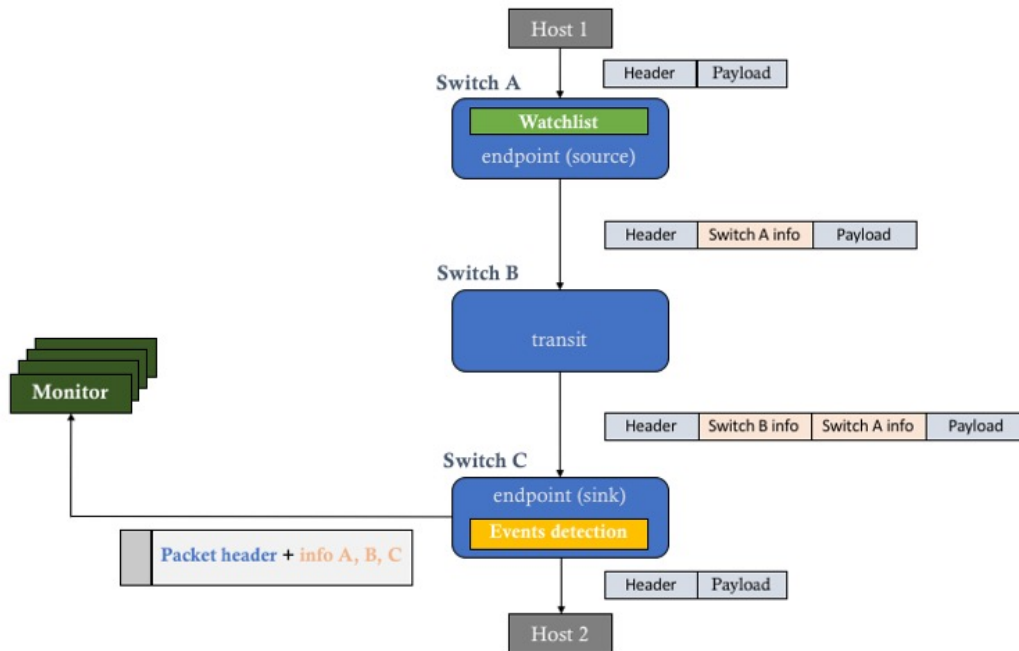 Host 1
Header Payload
Switch A
Watchlist
endpoint (source)
Header Switch A info Payload
Switch B
transit
Monitor
Header Switch B info Switch A info Payload
Switch C
endpoint (sink)
Events detection
Packet header + info A, B, C
Header Payload
Host 2